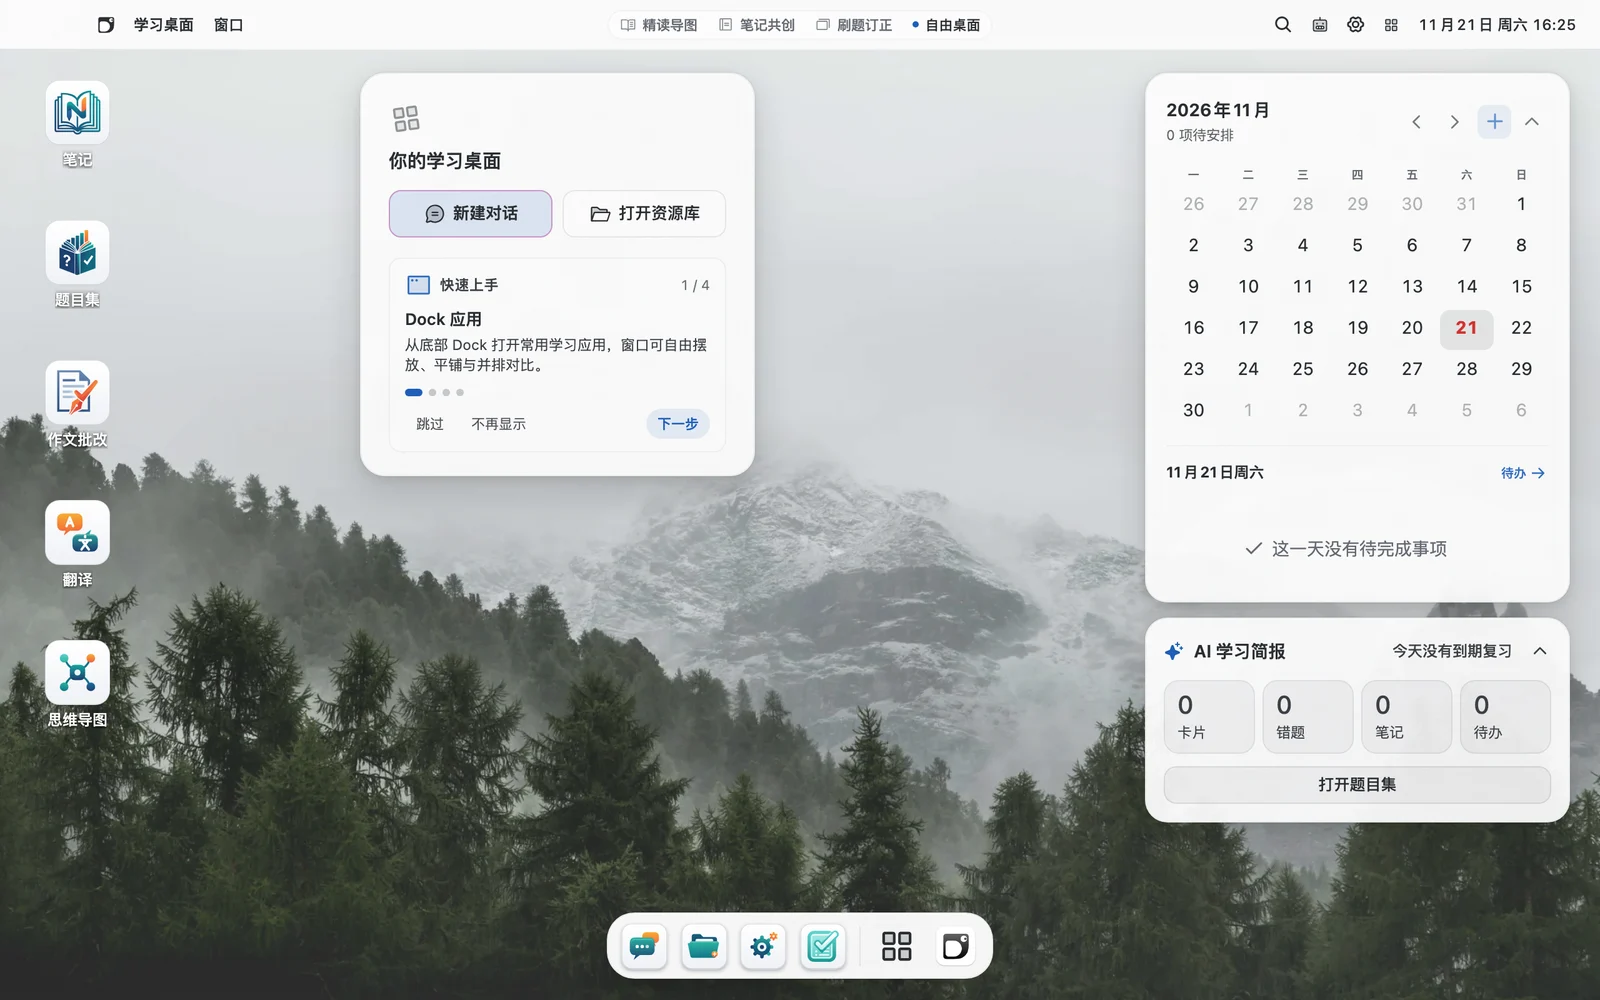 学习桌面 窗口 精读导图 笔记共创 刷题订正 自由桌面 11月21日 周六 16:25
笔记
题目集
作文批改
翻译
思维导图
你的学习桌面
新建对话 打开资源库
快速上手 1 / 4
Dock 应用
从底部 Dock 打开常用学习应用，窗口可自由摆
放、平铺与并排对比。
跳过 不再显示 下一步
2026年11月
0 项待安排
一 二 三 四 五 六 日
26 27 28 29 30 31 1
2 3 4 5 6 7 8
9 10 11 12 13 14 15
16 17 18 19 20 21 22
23 24 25 26 27 28 29
30 1 2 3 4 5 6
11月21日周六 待办
这一天没有待完成事项
AI 学习简报 今天没有到期复习
0 0 0 0
卡片 错题 笔记 待办
打开题目集